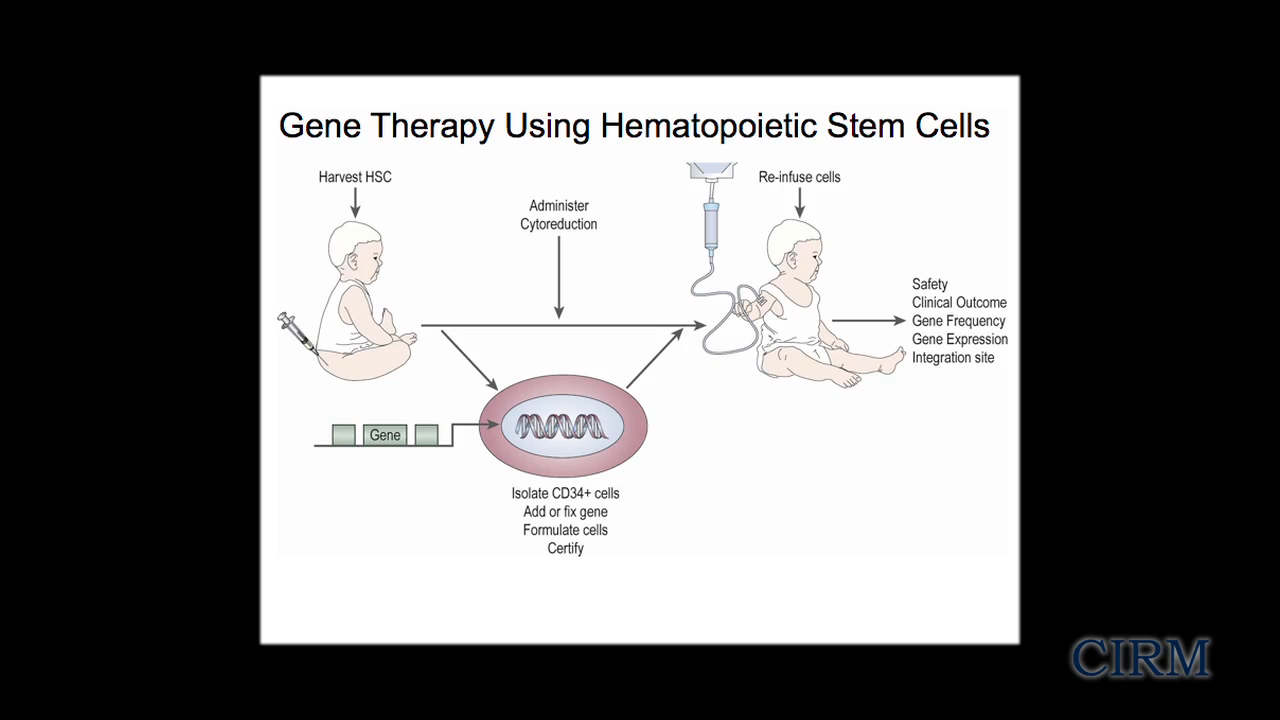 Gene Therapy Using Hematopoietic Stem Cells
Harvest HSC
Administer
Cytoreduction
Re-infuse cells
Safety
Clinical Outcome
Gene Frequency
Gene Expression
Integration site
Gene
Isolate CD34+ cells
Add or fix gene
Formulate cells
Certify
CIRM